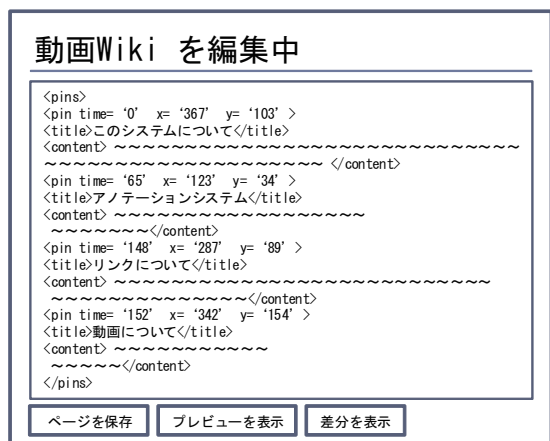 動画Wiki を編集中
<pins>
<pin time= ‘0’ x= ‘367’ y= ‘103’ >
<title>このシステムについて</title>
<content> ～～～～～～～～～～～～～～～～～～～～～～～～～～～～～
～～～～～～～～～～～～～～～～～～～～ </content>
<pin time= ‘65’ x= ‘123’ y= ‘34’ >
<title>アノテーションシステム</title>
<content> ～～～～～～～～～～～～～～～～～～
～～～～～～～</content>
<pin time= ‘148’ x= ‘287’ y= ‘89’ >
<title>リンクについて</title>
<content> ～～～～～～～～～～～～～～～～～～～～～～～～～～～
～～～～～～～～～～～～～～</content>
<pin time= ‘152’ x= ‘342’ y= ‘154’ >
<title>動画について</title>
<content> ～～～～～～～～～～～
～～～～～</content>
</pins>
ページを保存 プレビューを表示 差分を表示